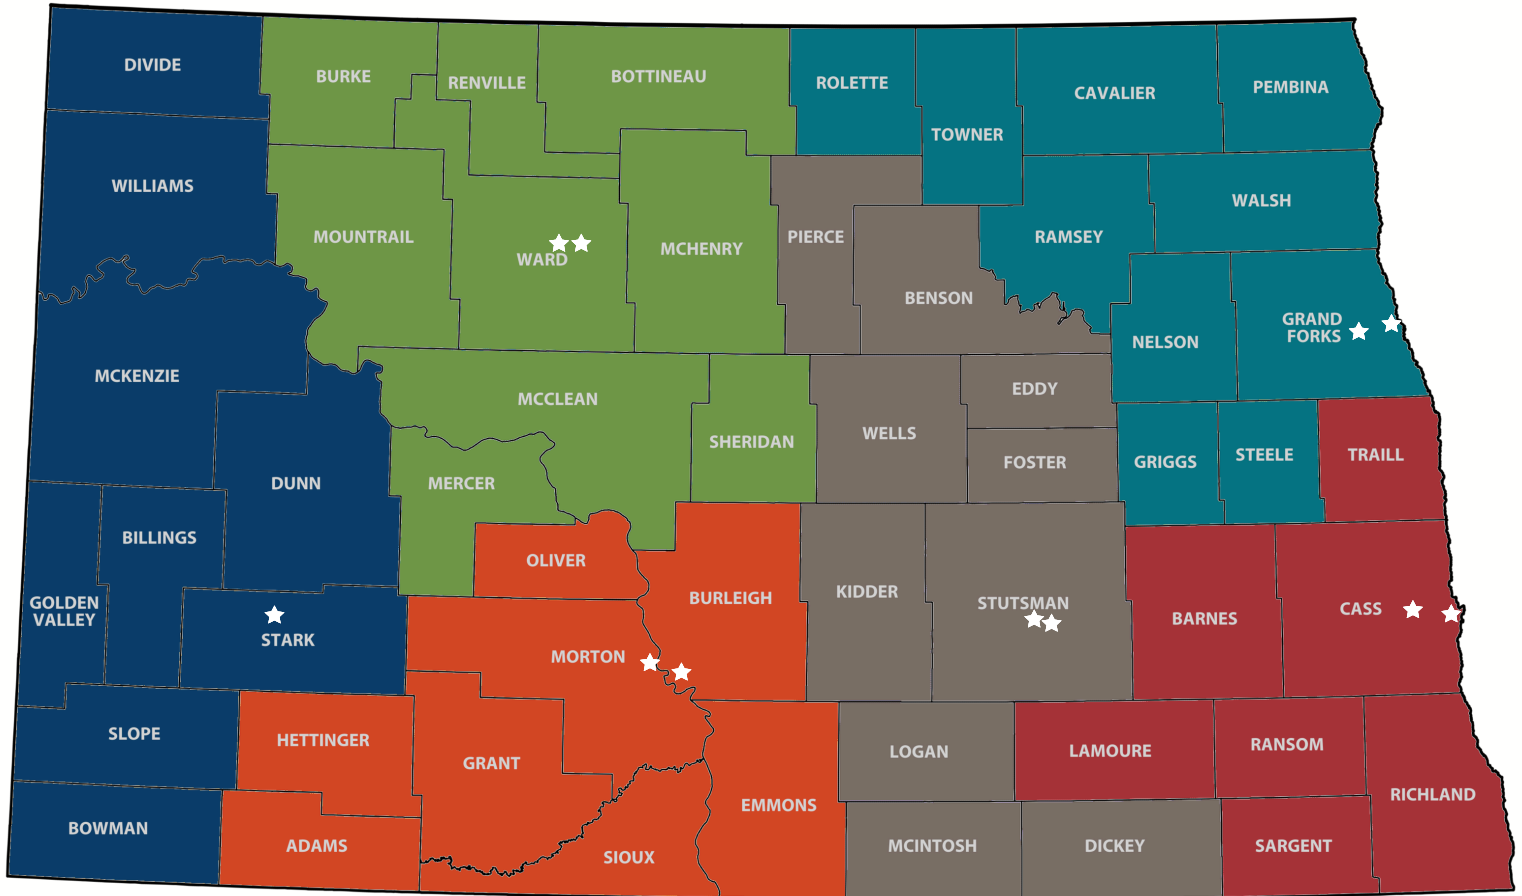 DIVIDE
BURKE
RENVILLE
BOTTINEAU
ROLETTE
TOWNER
CAVALIER
PEMBINA
WILLIAMS
MOUNTRAIL
WARD
MCHENRY
PIERCE
BENSON
RAMSEY
WALSH
NELSON
GRAND
FORKS
MCKENZIE
MCCLEAN
SHERIDAN
WELLS
EDDY
FOSTER
GRIGGS
STEELE
TRAILL
DUNN
MERCER
BILLINGS
GOLDEN
VALLEY
STARK
OLIVER
BURLEIGH
KIDDER
STUTSMAN
BARNES
CASS
MORTON
SLOPE
HETTINGER
GRANT
LOGAN
LAMOURE
RANSOM
RICHLAND
BOWMAN
ADAMS
SIOUX
EMMONS
MCINTOSH
DICKEY
SARGENT